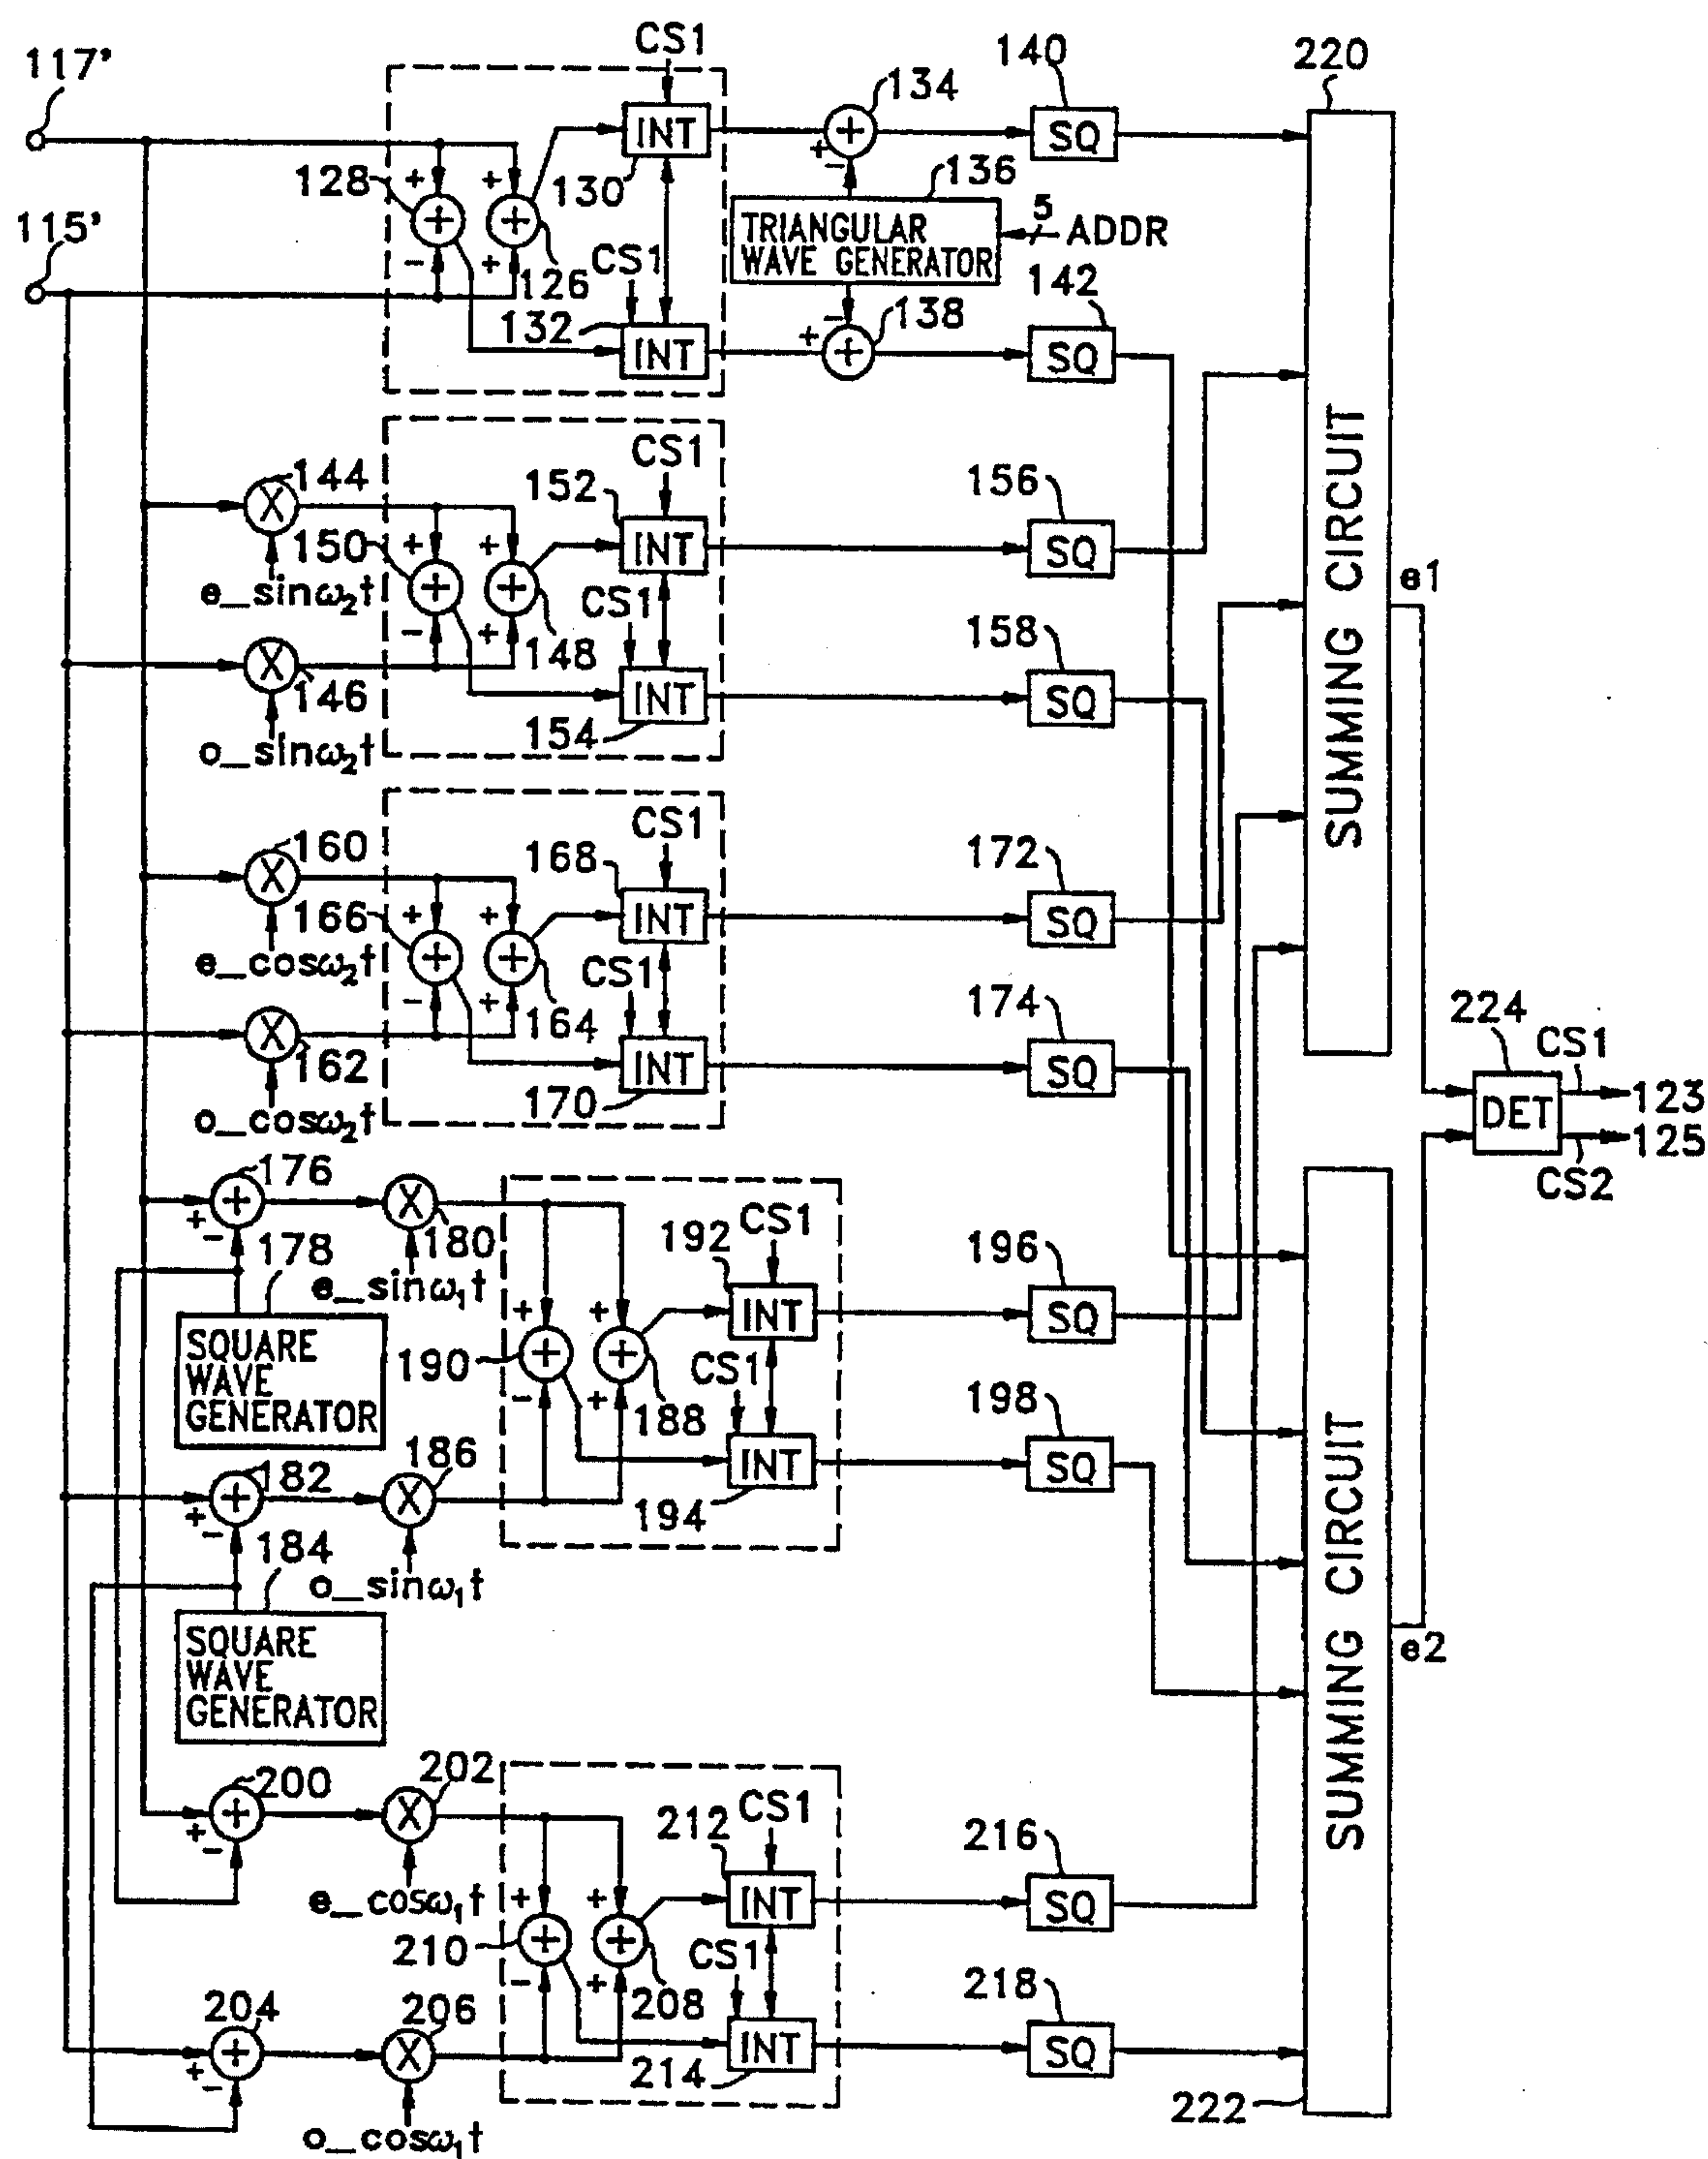 CS1
140
220
117'
134
INT
+
SQ
+
-
128
+
+
130
136
115'
+
+
TRIANGULAR
WAVE GENERATOR
5
ADDR
-
+
CS1
126
142
132
-
138
INT
+
+
SQ
CS1
144
152
156
X
INT
SQ
150
+
+
e_sinω₂t
+
+
CS1
158
e1
-
+
148
X
146
INT
SQ
o_sinω₂t
154
SUMMING CIRCUIT
CS1
160
168
172
X
INT
SQ
166
+
+
e_cosω₂t
+
+
CS1
174
224
-
+
164
CS1
X
162
INT
SQ
DET
123
125
o_cosω₂t
170
CS2
176
+
X
CS1
+
-
180
192
196
178
e_sinω₁t
INT
SQ
SQUARE
WAVE
GENERATOR
+
+
190
+
+
CS1
198
-
+
188
182
186
INT
SQ
+
X
194
+
-
184
o_sinω₁t
SUMMING CIRCUIT
e2
SQUARE
WAVE
GENERATOR
200
202
CS1
+
X
212
216
+
-
e_cosω₁t
+
+
INT
SQ
210
+
+
CS1
218
204
206
-
+
208
+
X
INT
SQ
+
-
214
222
o_cosω₁t